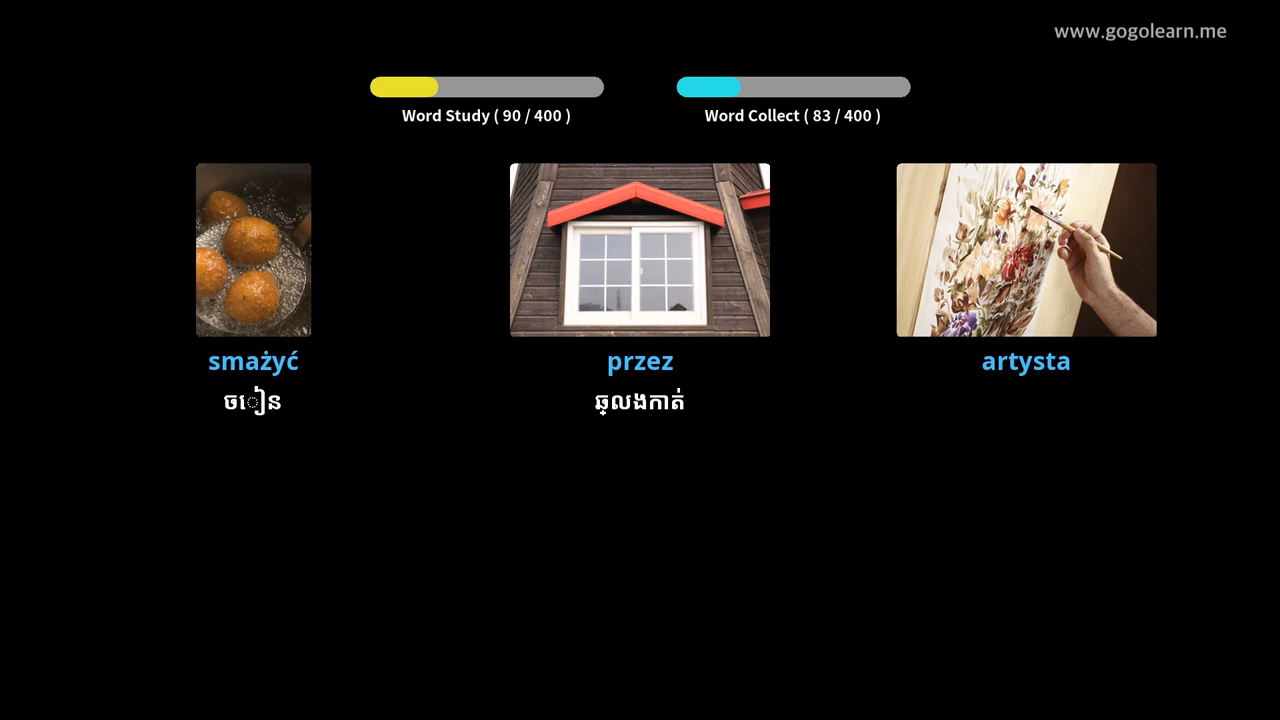 www.gogolearn.me
Word Study ( 90 / 400 )
Word Collect ( 83 / 400 )
smażyć
przez
artysta
ចៀន
ឆ្លងកាត់